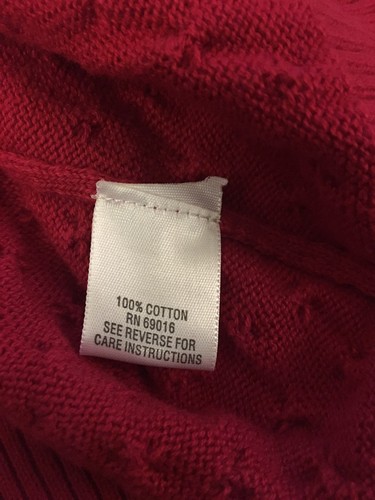 100% COTTON
RN 69016
SEE REVERSE FOR
CARE INSTRUCTIONS